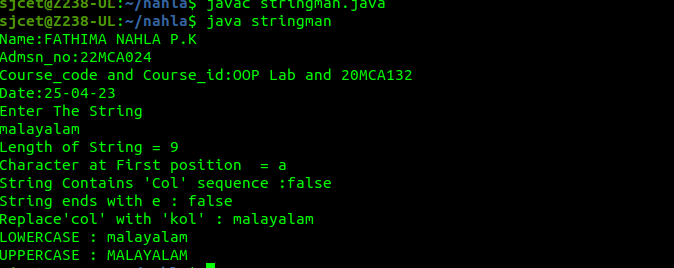 sjcet@Z238-UL:~/nahla$ javac stringman.java
sjcet@Z238-UL:~/nahla$ java stringman
Name:FATHIMA NAHLA P.K
Admsn_no:22MCA024
Course_code and Course_id:OOP Lab and 20MCA132
Date:25-04-23
Enter The String
malayalam
Length of String = 9
Character at First position  = a
String Contains 'Col' sequence :false
String ends with e : false
Replace'col' with 'kol' : malayalam
LOWERCASE : malayalam
UPPERCASE : MALAYALAM